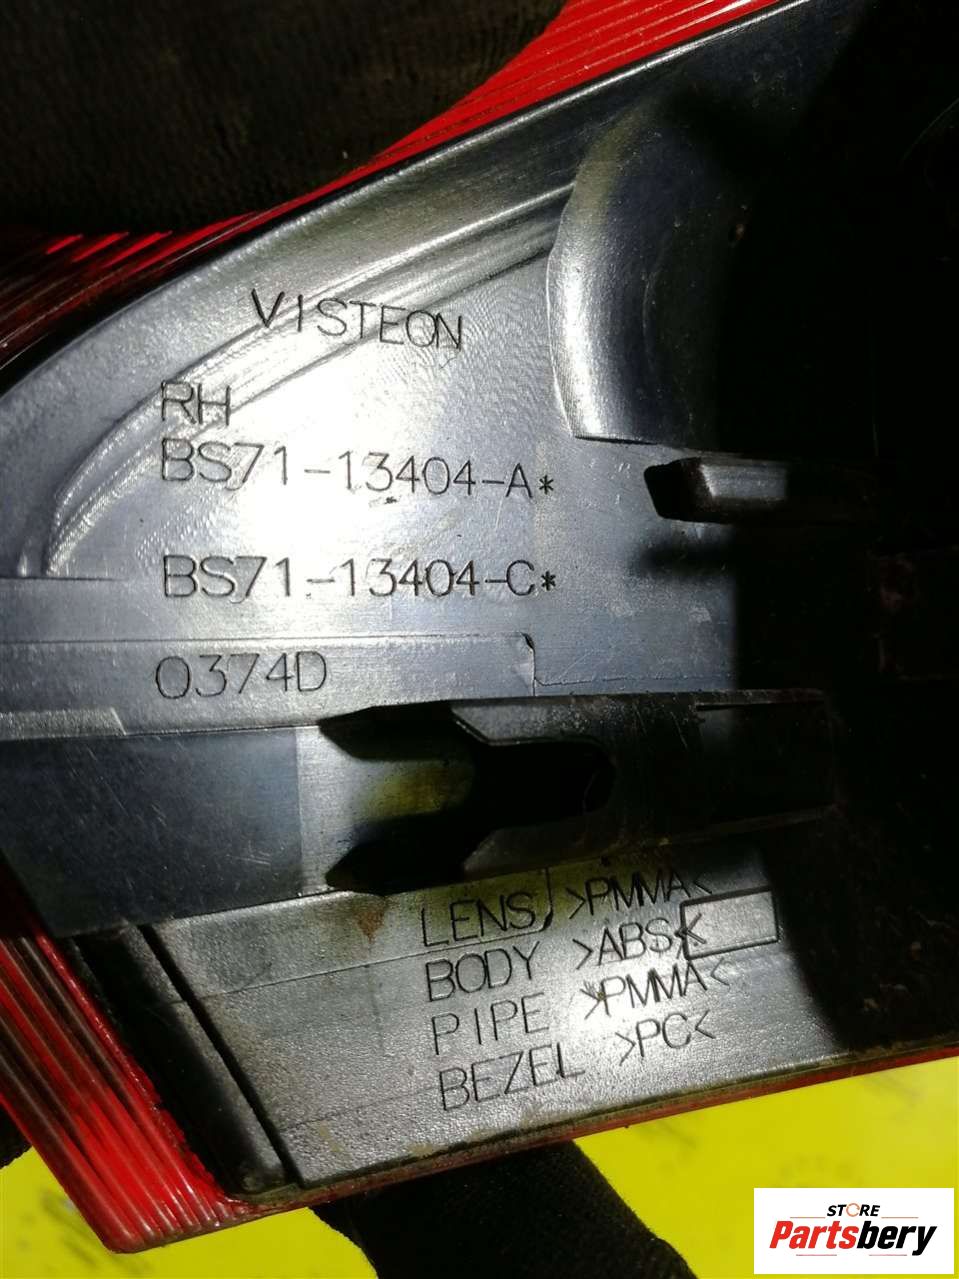 VISTEON
RH
BS71-13404-A*
BS71-13404-C*
0374D
LENS >PMMA<
BODY >ABS<
PIPE >PMMA<
BEZEL >PC<
STORE
Partsbery